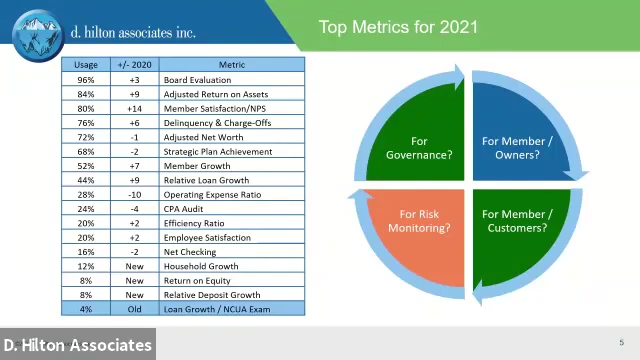 d. hilton associates inc.
Top Metrics for 2021
Usage +/- 2020 Metric
96% +3 Board Evaluation
84% +9 Adjusted Return on Assets
80% +14 Member Satisfaction/NPS
76% +6 Delinquency & Charge-Offs
72% -1 Adjusted Net Worth
68% -2 Strategic Plan Achievement
52% +7 Member Growth
44% +9 Relative Loan Growth
28% -10 Operating Expense Ratio
24% -4 CPA Audit
20% +2 Efficiency Ratio
20% +2 Employee Satisfaction
16% -2 Net Checking
12% New Household Growth
8% New Return on Equity
8% New Relative Deposit Growth
4% Old Loan Growth / NCUA Exam
For
Governance?
For Member /
Owners?
For Risk
Monitoring?
For Member /
Customers?
D. Hilton Associates
5